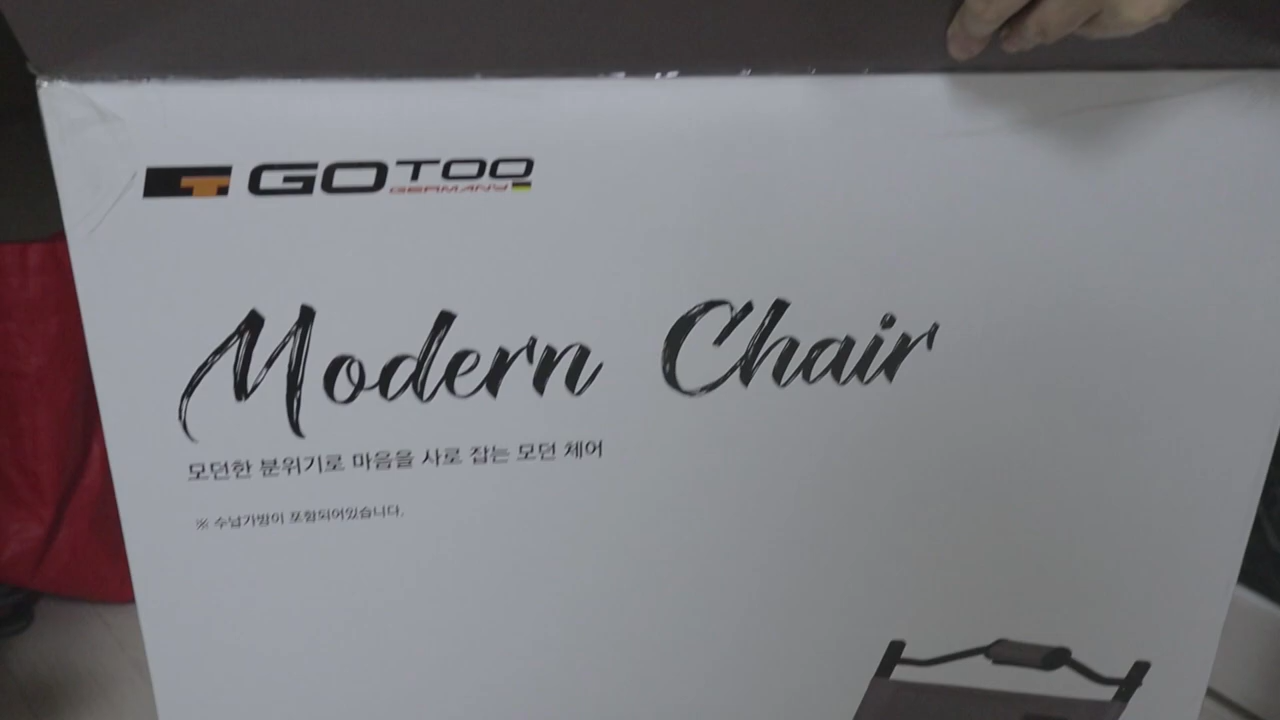 GT GOTOO
GERMANY
Modern Chair
모던한 분위기로 마음을 사로 잡는 모던 체어
※ 수납가방이 포함되어있습니다.